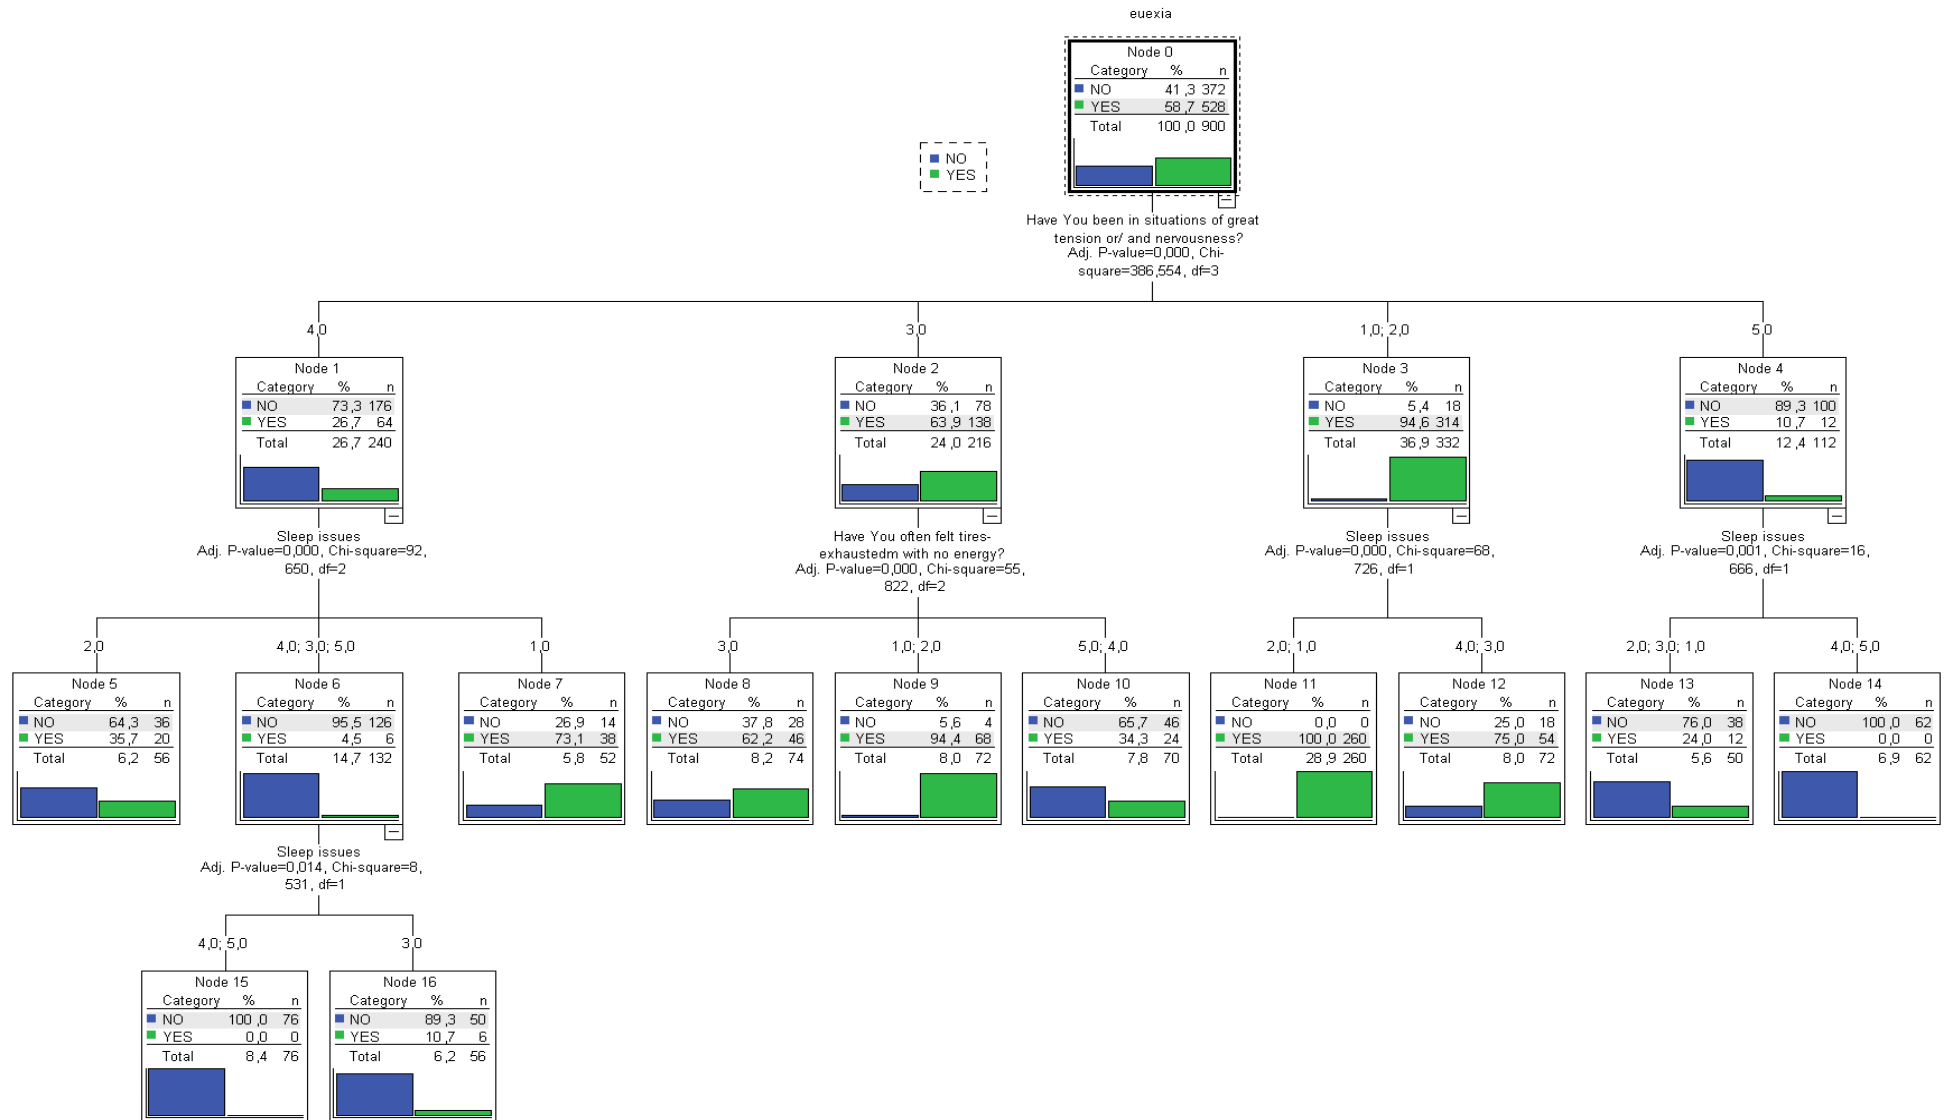 euexia
Node 0
Category % n
NO 41,3 372
YES 58,7 528
Total 100,0 900
NO
YES
Have You been in situations of great
tension or/ and nervousness?
Adj. P-value=0,000, Chi-
square=386,554, df=3
4,0
3,0
1,0; 2,0
5,0
Node 1
Category % n
NO 73,3 176
YES 26,7 64
Total 26,7 240
Node 2
Category % n
NO 36,1 78
YES 63,9 138
Total 24,0 216
Node 3
Category % n
NO 5,4 18
YES 94,6 314
Total 36,9 332
Node 4
Category % n
NO 89,3 100
YES 10,7 12
Total 12,4 112
Sleep issues
Adj. P-value=0,000, Chi-square=92,
650, df=2
Have You often felt tires-
exhaustedm with no energy?
Adj. P-value=0,000, Chi-square=55,
822, df=2
Sleep issues
Adj. P-value=0,000, Chi-square=68,
726, df=1
Sleep issues
Adj. P-value=0,001, Chi-square=16,
666, df=1
2,0
4,0; 3,0; 5,0
1,0
3,0
1,0; 2,0
5,0; 4,0
2,0; 1,0
4,0; 3,0
2,0; 3,0; 1,0
4,0; 5,0
Node 5
Category % n
NO 64,3 36
YES 35,7 20
Total 6,2 56
Node 6
Category % n
NO 95,5 126
YES 4,5 6
Total 14,7 132
Node 7
Category % n
NO 26,9 14
YES 73,1 38
Total 5,8 52
Node 8
Category % n
NO 37,8 28
YES 62,2 46
Total 8,2 74
Node 9
Category % n
NO 5,6 4
YES 94,4 68
Total 8,0 72
Node 10
Category % n
NO 65,7 46
YES 34,3 24
Total 7,8 70
Node 11
Category % n
NO 0,0 0
YES 100,0 260
Total 28,9 260
Node 12
Category % n
NO 25,0 18
YES 75,0 54
Total 8,0 72
Node 13
Category % n
NO 76,0 38
YES 24,0 12
Total 5,6 50
Node 14
Category % n
NO 100,0 62
YES 0,0 0
Total 6,9 62
Sleep issues
Adj. P-value=0,014, Chi-square=8,
531, df=1
4,0; 5,0
3,0
Node 15
Category % n
NO 100,0 76
YES 0,0 0
Total 8,4 76
Node 16
Category % n
NO 89,3 50
YES 10,7 6
Total 6,2 56